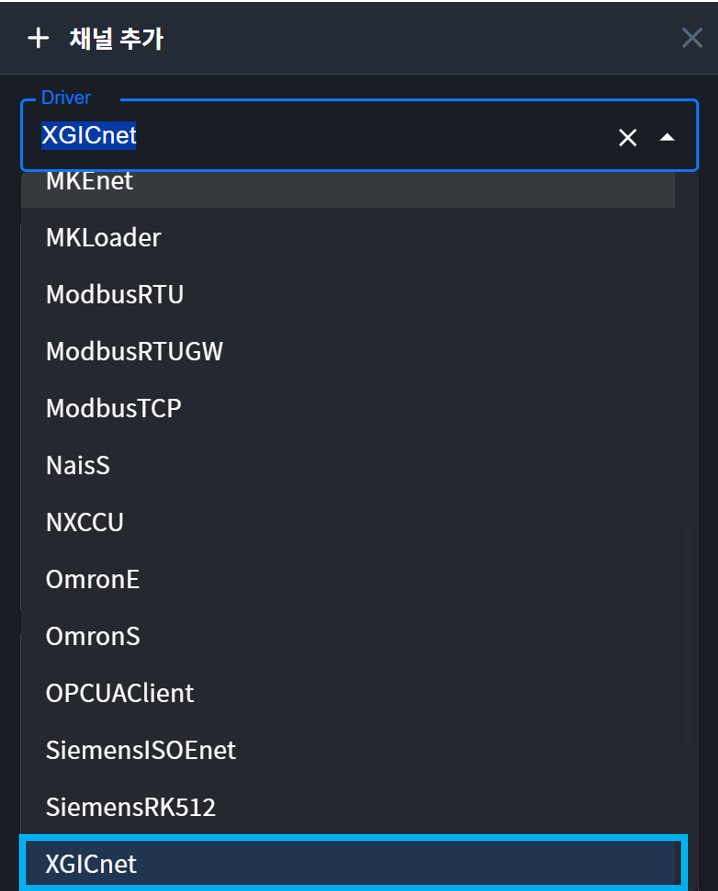 채널 추가
Driver
XGICnet
MKEnet
MKLoader
ModbusRTU
ModbusRTUGW
ModbusTCP
NaisS
NXCCU
OmronE
OmronS
OPCUAClient
SiemensISOEnet
SiemensRK512
XGICnet